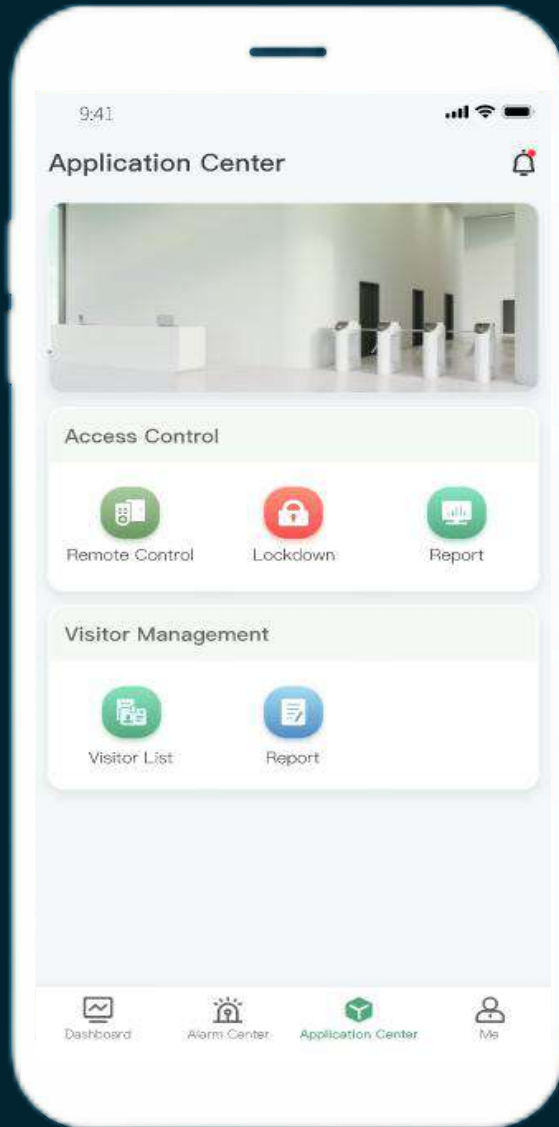 9:41
Application Center
Access Control
Remote Control
Lockdown
Report
Visitor Management
Visitor List
Report
Dashboard
Alarm Center
Application Center
Me